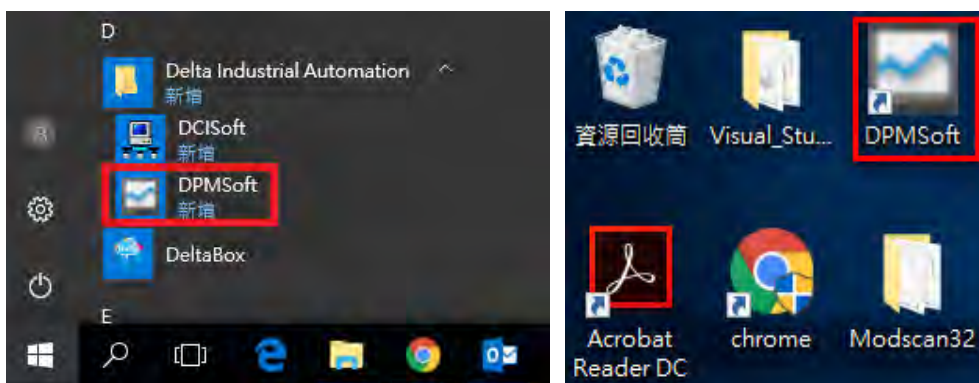 D
Delta Industrial Automation
新增
DCISoft
新增
DPMSoft
新增
DeltaBox
E
資源回收筒
Visual_Stu...
DPMSoft
Acrobat
Reader DC
chrome
Modscan32